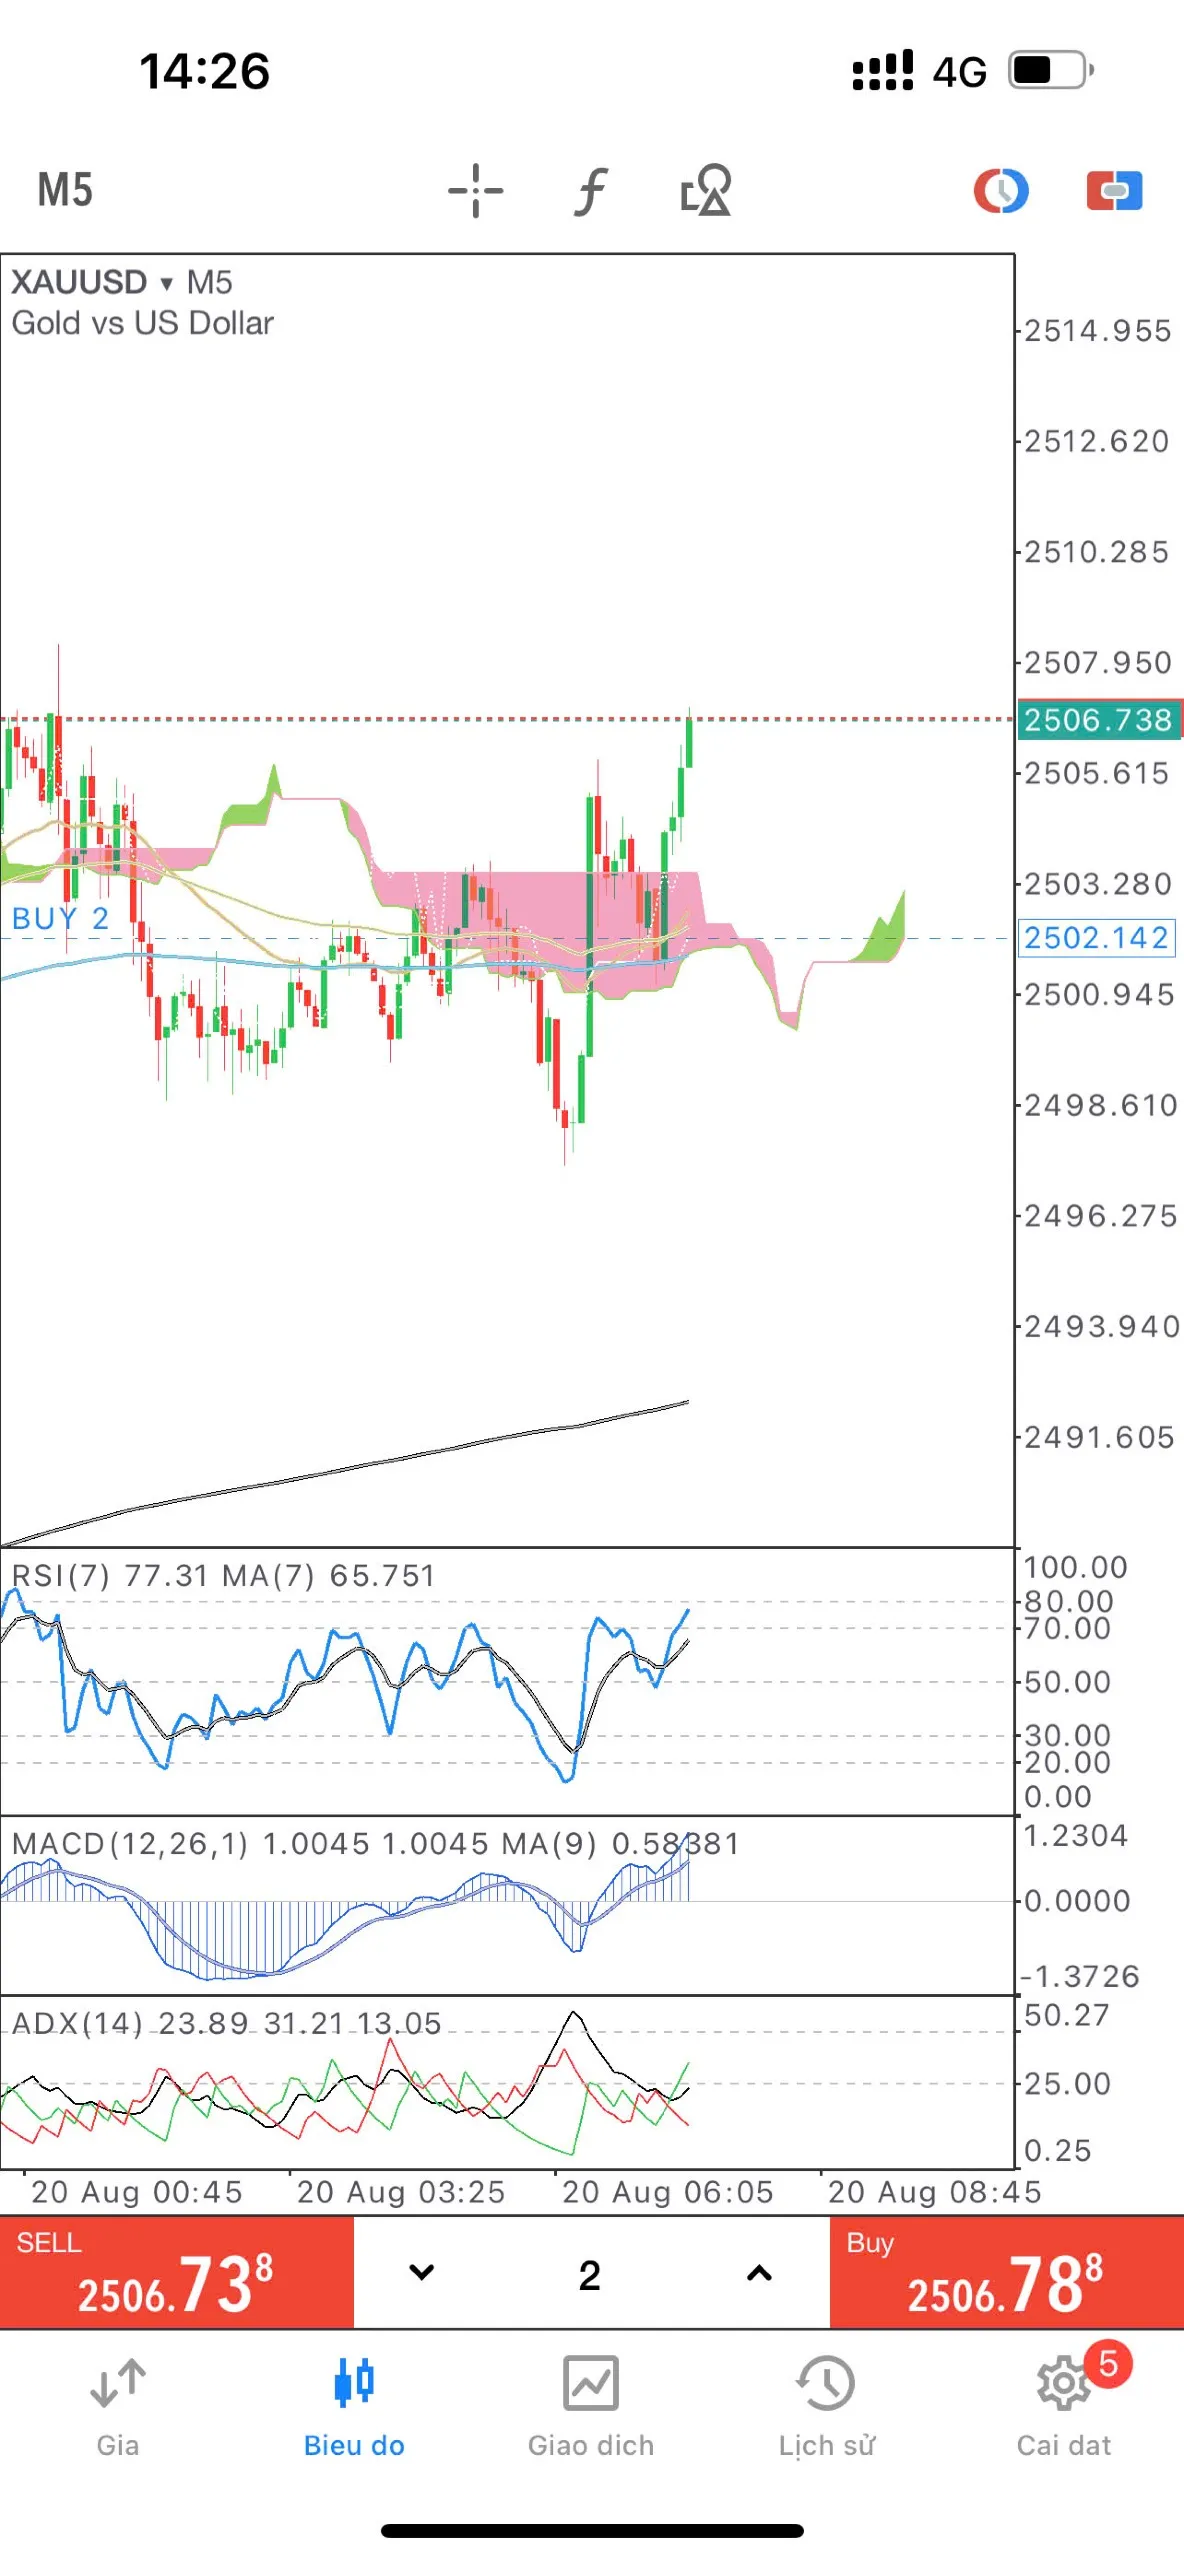 14:26 4G
M5
XAUUSD ▾ M5
Gold vs US Dollar
2514.955
2512.620
2510.285
2507.950
2506.738
2505.615
2503.280
BUY 2
2502.142
2500.945
2498.610
2496.275
2493.940
2491.605
RSI(7) 77.31 MA(7) 65.751
100.00
80.00
70.00
50.00
30.00
20.00
0.00
MACD(12,26,1) 1.0045 1.0045 MA(9) 0.58381
1.2304
0.0000
-1.3726
ADX(14) 23.89 31.21 13.05
50.27
25.00
0.25
20 Aug 00:45 20 Aug 03:25 20 Aug 06:05 20 Aug 08:45
SELL
2506.738
2
Buy
2506.788
5
Gia Bieu do Giao dich Lịch sử Cai dat